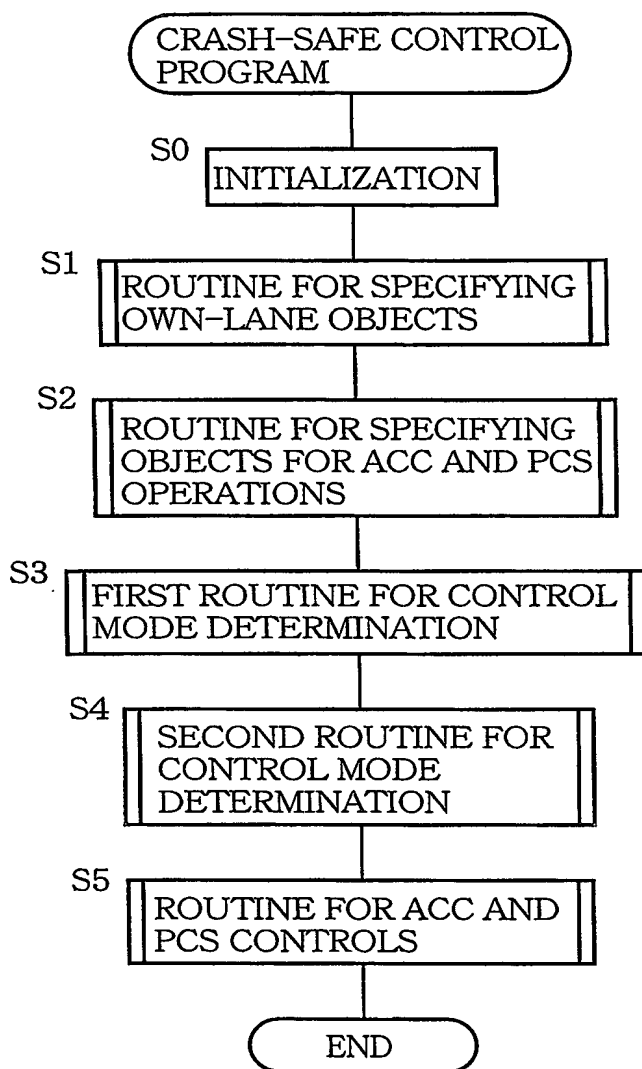 CRASH-SAFE CONTROL
PROGRAM
S0
INITIALIZATION
S1
ROUTINE FOR SPECIFYING
OWN-LANE OBJECTS
S2
ROUTINE FOR SPECIFYING
OBJECTS FOR ACC AND PCS
OPERATIONS
S3
FIRST ROUTINE FOR CONTROL
MODE DETERMINATION
S4
SECOND ROUTINE FOR
CONTROL MODE
DETERMINATION
S5
ROUTINE FOR ACC AND
PCS CONTROLS
END